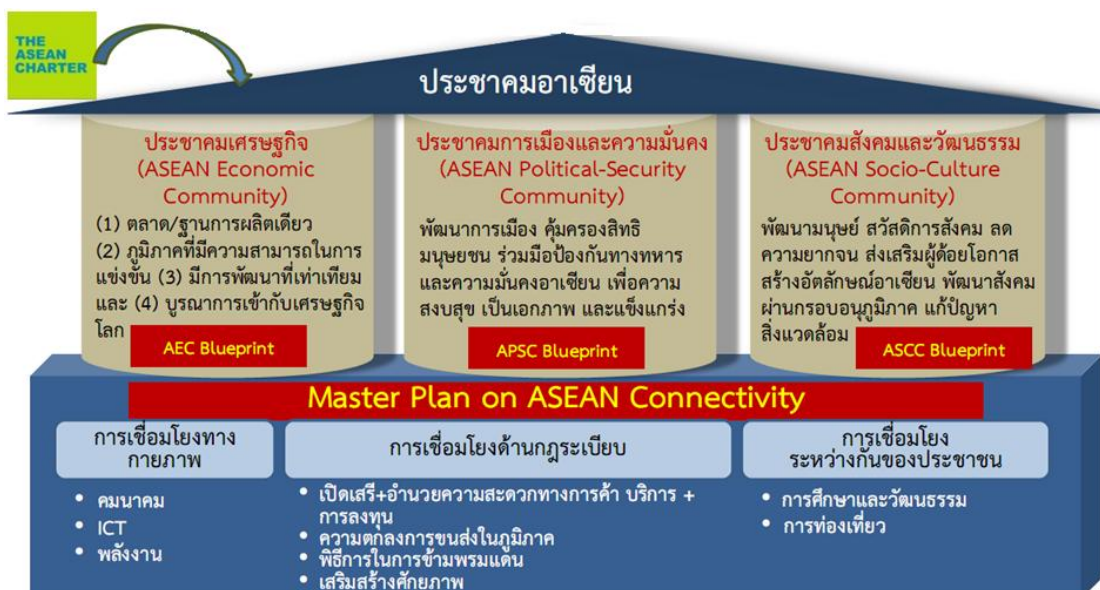 THE
ASEAN
CHARTER
ประชาคมอาเซียน
ประชาคมเศรษฐกิจ
(ASEAN Economic
Community)
(1) ตลาด/ฐานการผลิตเดียว
(2) ภูมิภาคที่มีความสามารถในการ
แข่งขัน (3) มีการพัฒนาที่เท่าเทียม
และ (4) บูรณาการเข้ากับเศรษฐกิจ
โลก
AEC Blueprint
ประชาคมการเมืองและความมั่นคง
(ASEAN Political-Security
Community)
พัฒนาการเมือง คุ้มครองสิทธิ
มนุษยชน ร่วมมือป้องกันทางทหาร
และความมั่นคงอาเซียน เพื่อความ
สงบสุข เป็นเอกภาพ และแข็งแกร่ง
APSC Blueprint
ประชาคมสังคมและวัฒนธรรม
(ASEAN Socio-Culture
Community)
พัฒนามนุษย์ สวัสดิการสังคม ลด
ความยากจน ส่งเสริมผู้ด้อยโอกาส
สร้างอัตลักษณ์อาเซียน พัฒนาสังคม
ผ่านกรอบอนุภูมิภาค แก้ปัญหา
สิ่งแวดล้อม
ASCC Blueprint
Master Plan on ASEAN Connectivity
การเชื่อมโยงทาง
กายภาพ
• คมนาคม
• ICT
• พลังงาน
การเชื่อมโยงด้านกฎระเบียบ
• เปิดเสรี+อำนวยความสะดวกทางการค้า บริการ +
การลงทุน
• ความตกลงการขนส่งในภูมิภาค
• พิธีการในการข้ามพรมแดน
• เสริมสร้างศักยภาพ
การเชื่อมโยง
ระหว่างกันของประชาชน
• การศึกษาและวัฒนธรรม
• การท่องเที่ยว